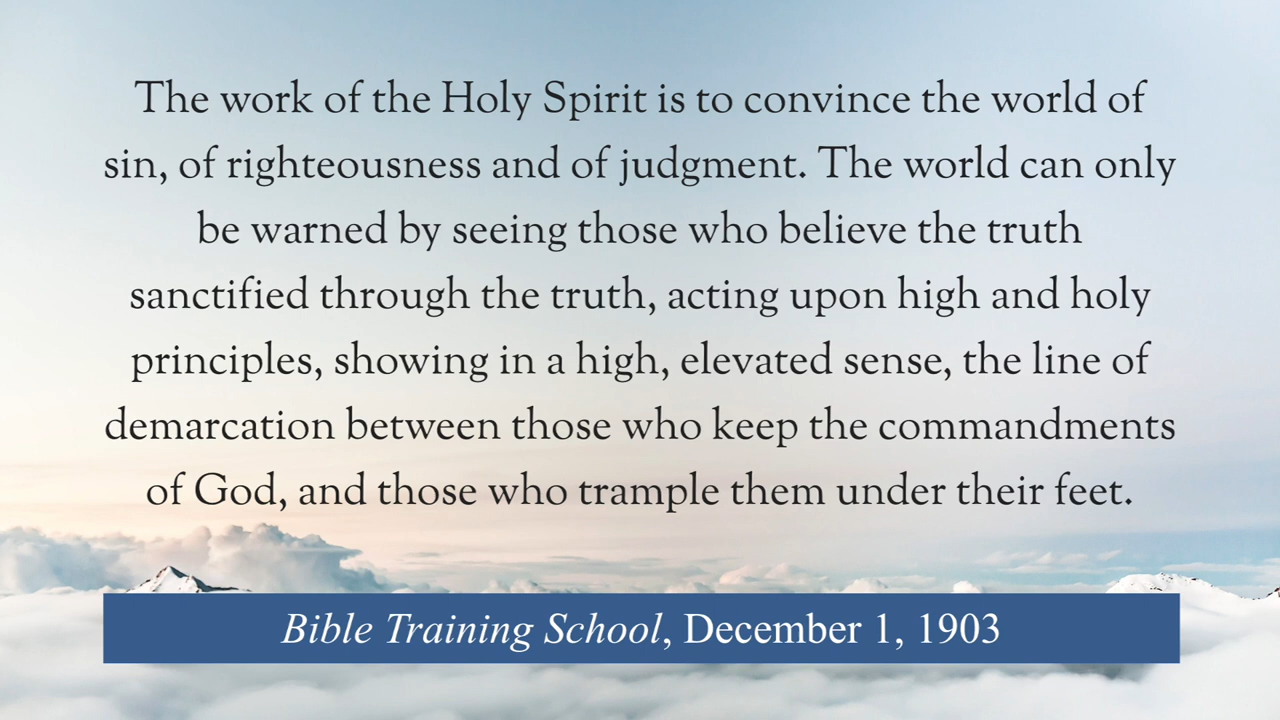 The work of the Holy Spirit is to convince the world of
sin, of righteousness and of judgment. The world can only
be warned by seeing those who believe the truth
sanctified through the truth, acting upon high and holy
principles, showing in a high, elevated sense, the line of
demarcation between those who keep the commandments
of God, and those who trample them under their feet.
Bible Training School, December 1, 1903